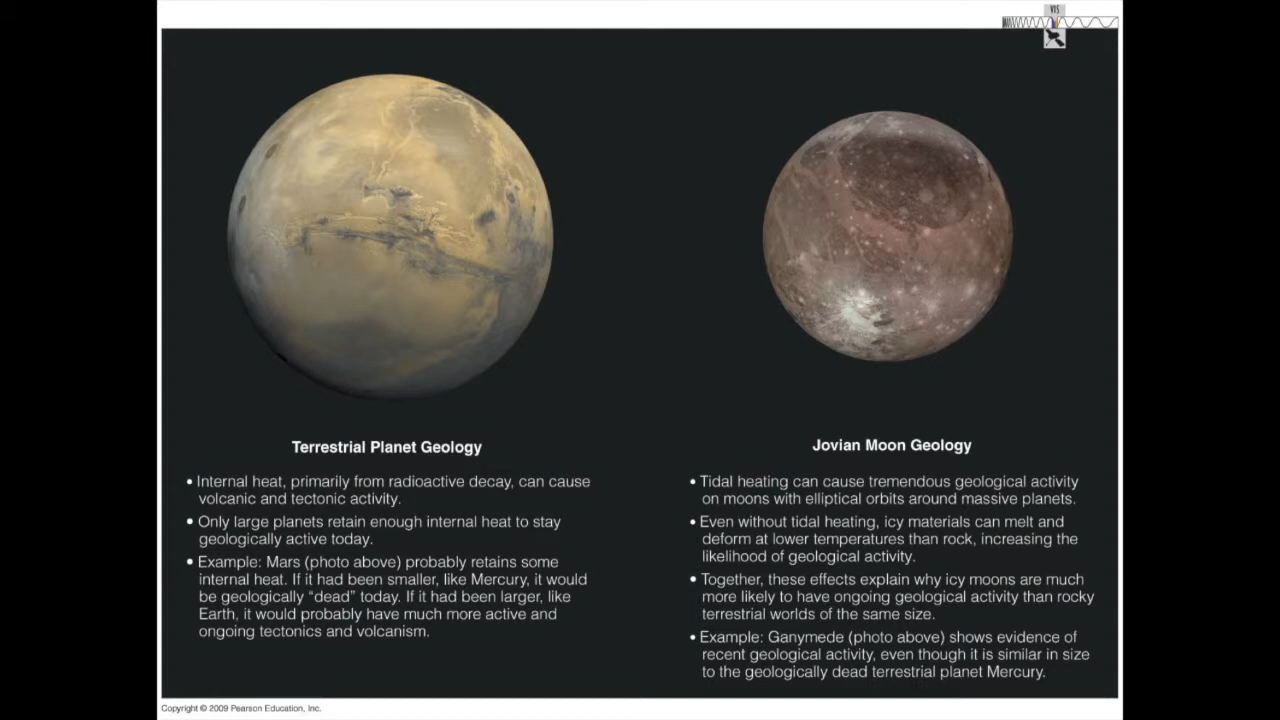 VIS
Terrestrial Planet Geology
• Internal heat, primarily from radioactive decay, can cause
volcanic and tectonic activity.
• Only large planets retain enough internal heat to stay
geologically active today.
• Example: Mars (photo above) probably retains some
internal heat. If it had been smaller, like Mercury, it would
be geologically “dead” today. If it had been larger, like
Earth, it would probably have much more active and
ongoing tectonics and volcanism.
Jovian Moon Geology
• Tidal heating can cause tremendous geological activity
on moons with elliptical orbits around massive planets.
• Even without tidal heating, icy materials can melt and
deform at lower temperatures than rock, increasing the
likelihood of geological activity.
• Together, these effects explain why icy moons are much
more likely to have ongoing geological activity than rocky
terrestrial worlds of the same size.
• Example: Ganymede (photo above) shows evidence of
recent geological activity, even though it is similar in size
to the geologically dead terrestrial planet Mercury.
Copyright © 2009 Pearson Education, Inc.